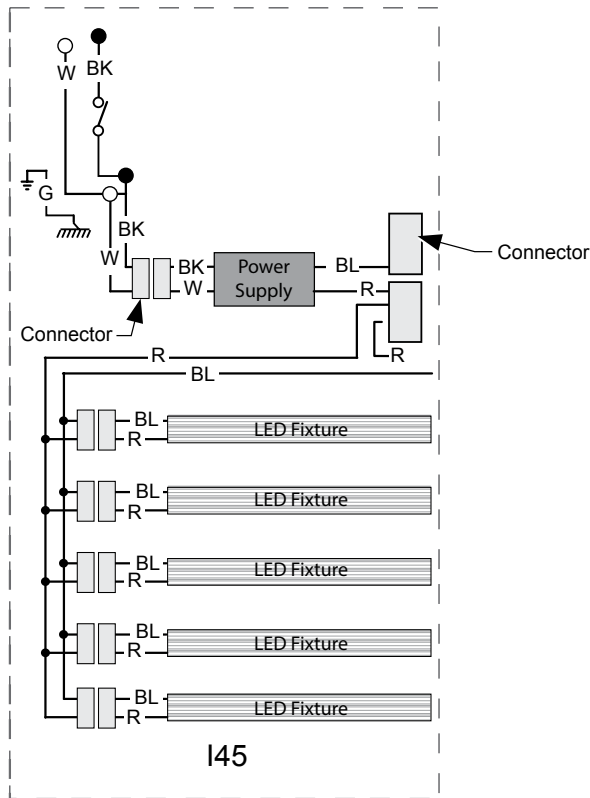 W
BK
G
BK
W
BK
W
Power
Supply
BL
R
Connector
Connector
R
R
BL
BL
R
LED Fixture
BL
R
LED Fixture
BL
R
LED Fixture
BL
R
LED Fixture
BL
R
LED Fixture
I45